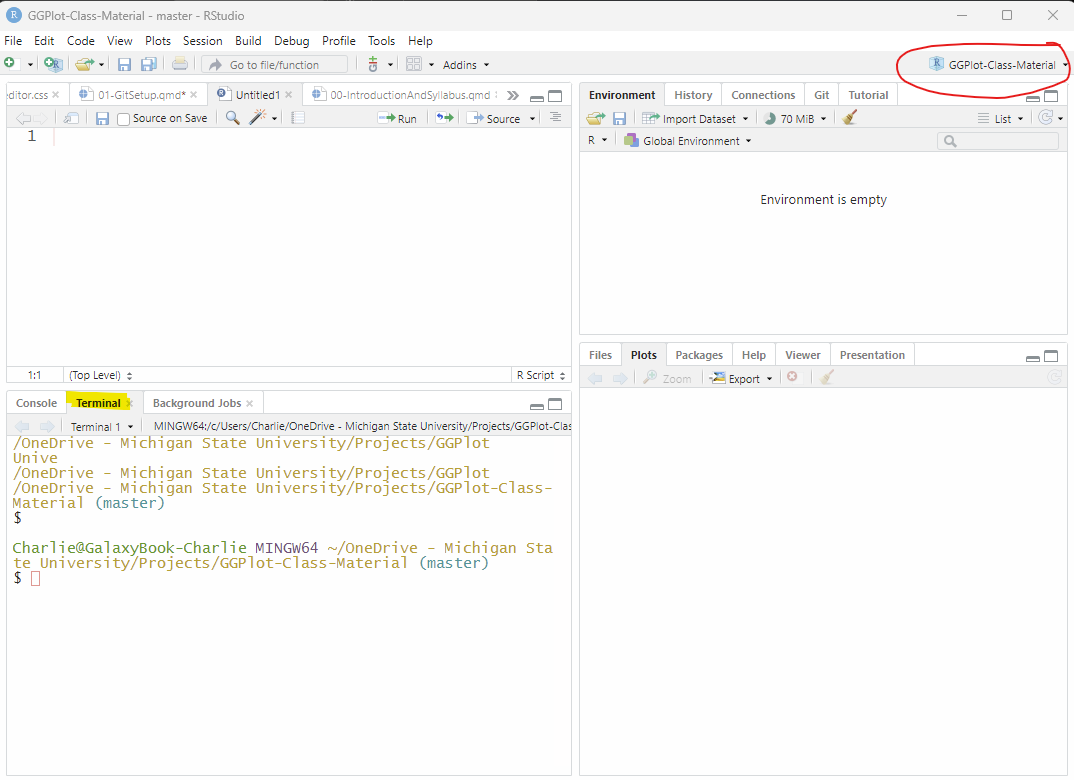 GGPlot-Class-Material - master - RStudio
File Edit Code View Plots Session Build Debug Profile Tools Help
Go to file/function Addins GGPlot-Class-Material
editor.css 01-GitSetup.qmd* Untitled1 00-IntroductionAndSyllabus.qmd
Source on Save Run Source
1
1:1 (Top Level) R Script
Console Terminal Background Jobs
Terminal 1 MINGW64:/c/Users/Charlie/OneDrive - Michigan State University/Projects/GGPlot-Clas
/OneDrive - Michigan State University/Projects/GGPlot
Unive
/OneDrive - Michigan State University/Projects/GGPlot
/OneDrive - Michigan State University/Projects/GGPlot-Class-
Material (master)
$
Charlie@GalaxyBook-Charlie MINGW64 ~/OneDrive - Michigan Sta
te University/Projects/GGPlot-Class-Material (master)
$
Environment History Connections Git Tutorial
Import Dataset 70 MiB List
R Global Environment
Environment is empty
Files Plots Packages Help Viewer Presentation
Zoom Export